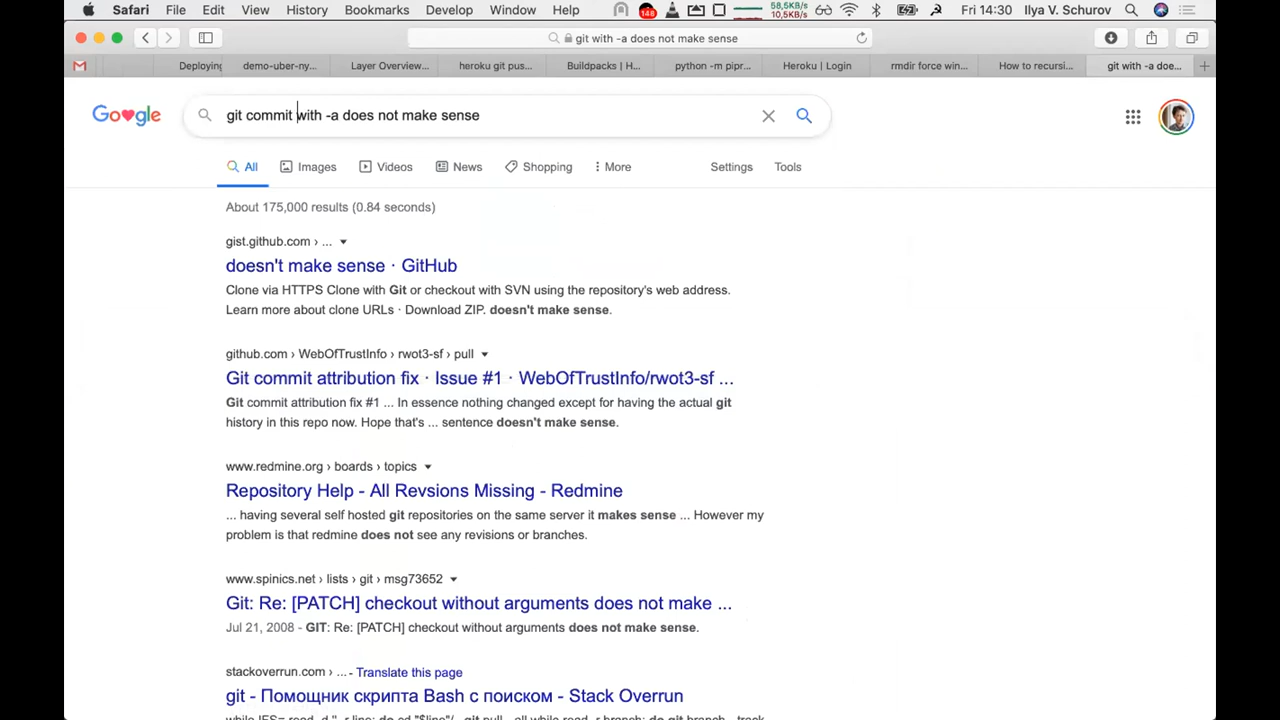 Safari File Edit View History Bookmarks Develop Window Help 148 58,5KB/s 10,5KB/s Fri 14:30 Ilya V. Schurov
git with -a does not make sense
Deploying demo-uber-ny... Layer Overview... heroku git pus... Buildpacks | H... python -m pipr... Heroku | Login rmdir force win... How to recursi... git with -a doe...
Google git commit with -a does not make sense
All Images Videos News Shopping More Settings Tools
About 175,000 results (0.84 seconds)
gist.github.com › ...
doesn't make sense · GitHub
Clone via HTTPS Clone with Git or checkout with SVN using the repository's web address.
Learn more about clone URLs · Download ZIP. doesn't make sense.
github.com › WebOfTrustInfo › rwot3-sf › pull
Git commit attribution fix · Issue #1 · WebOfTrustInfo/rwot3-sf ...
Git commit attribution fix #1 ... In essence nothing changed except for having the actual git
history in this repo now. Hope that's ... sentence doesn't make sense.
www.redmine.org › boards › topics
Repository Help - All Revsions Missing - Redmine
... having several self hosted git repositories on the same server it makes sense ... However my
problem is that redmine does not see any revisions or branches.
www.spinics.net › lists › git › msg73652
Git: Re: [PATCH] checkout without arguments does not make ...
Jul 21, 2008 - GIT: Re: [PATCH] checkout without arguments does not make sense.
stackoverrun.com › ... - Translate this page
git - Помощник скрипта Bash с поиском - Stack Overrun